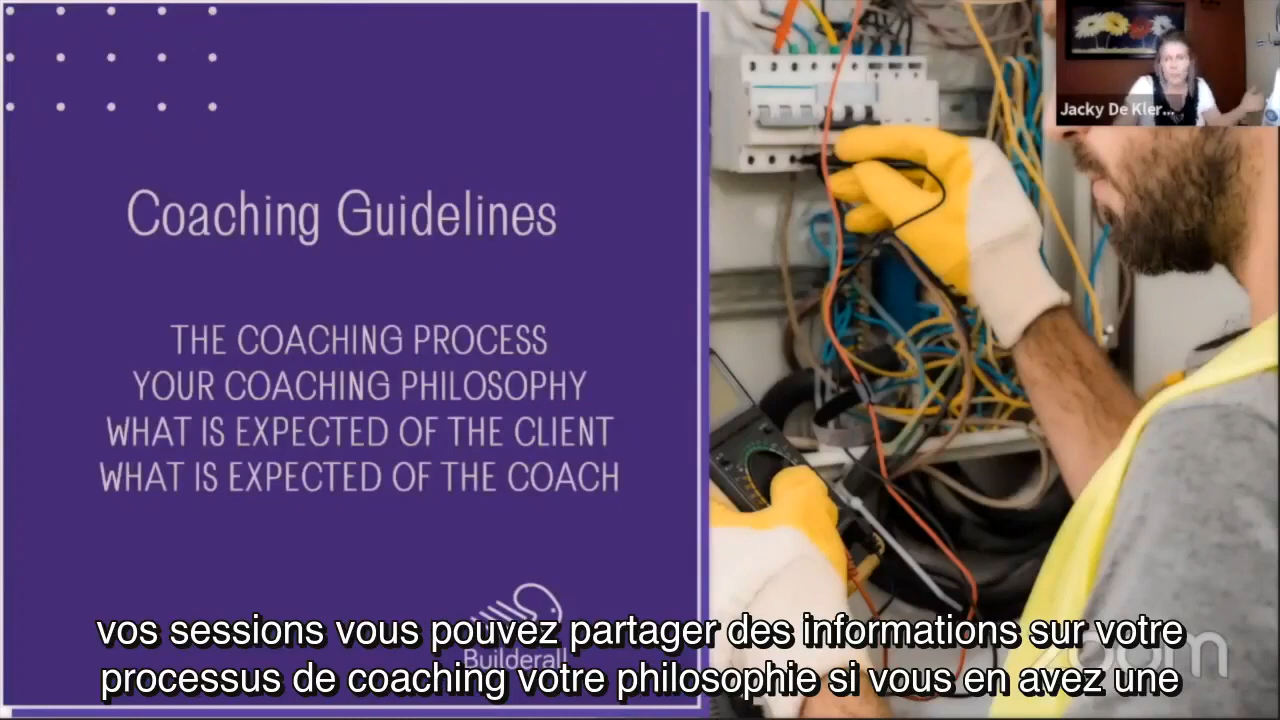 Jacky De Kler...
Coaching Guidelines
THE COACHING PROCESS
YOUR COACHING PHILOSOPHY
WHAT IS EXPECTED OF THE CLIENT
WHAT IS EXPECTED OF THE COACH
Builderall
vos sessions vous pouvez partager des informations sur votre
processus de coaching votre philosophie si vous en avez une